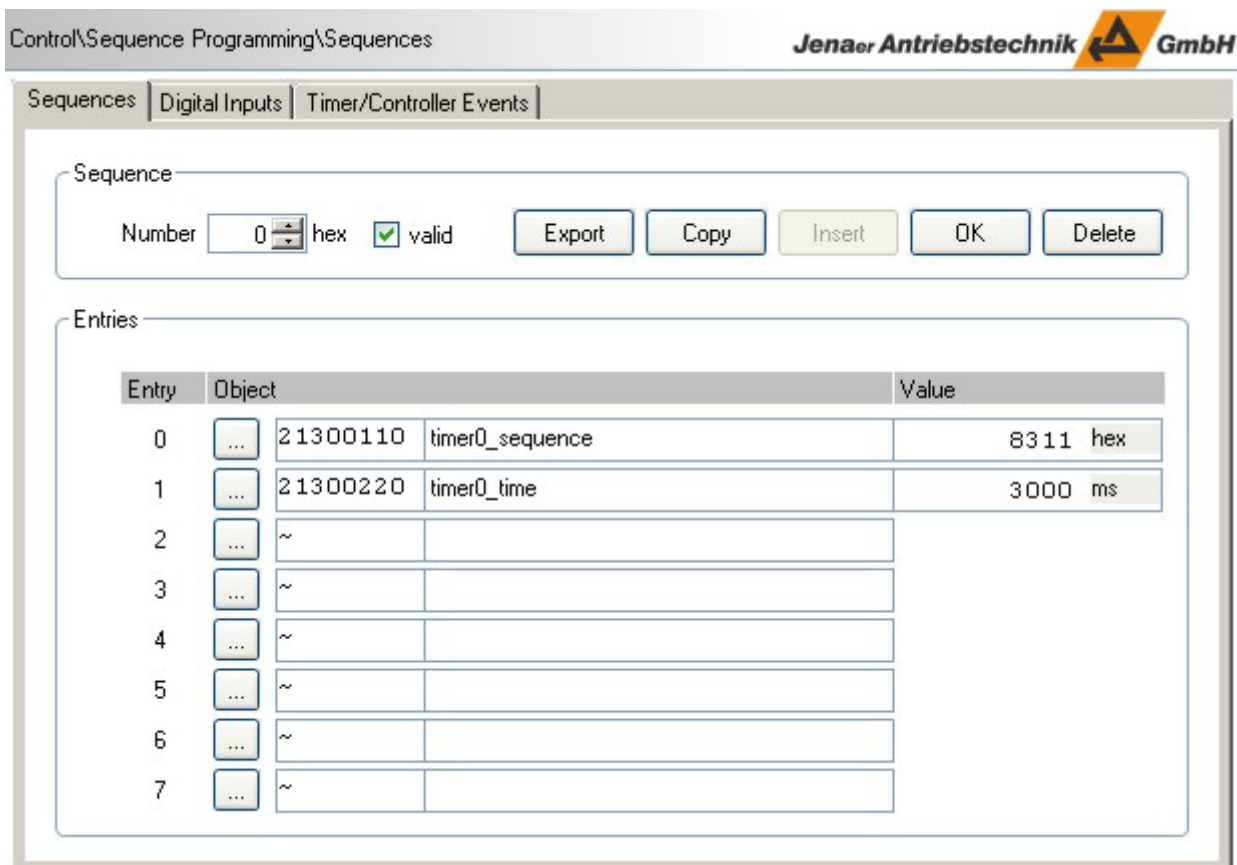 Control\Sequence Programming\Sequences
Jenaer Antriebstechnik GmbH
Sequences Digital Inputs Timer/Controller Events
Sequence
Number 0 hex valid Export Copy Insert OK Delete
Entries
Entry Object Value
0 ... 21300110 timer0_sequence 8311 hex
1 ... 21300220 timer0_time 3000 ms
2 ... ~
3 ... ~
4 ... ~
5 ... ~
6 ... ~
7 ... ~